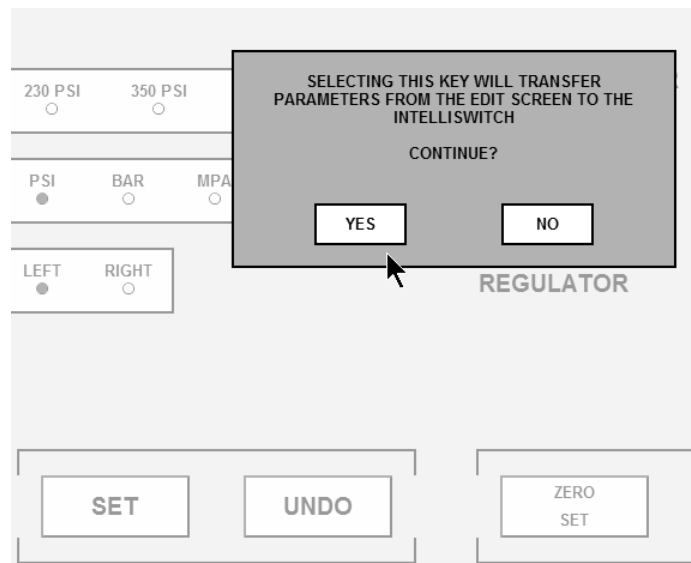 230 PSI 350 PSI
SELECTING THIS KEY WILL TRANSFER
PARAMETERS FROM THE EDIT SCREEN TO THE
INTELLISWITCH
CONTINUE?
PSI BAR MPA
YES NO
LEFT RIGHT
REGULATOR
SET UNDO
ZERO
SET